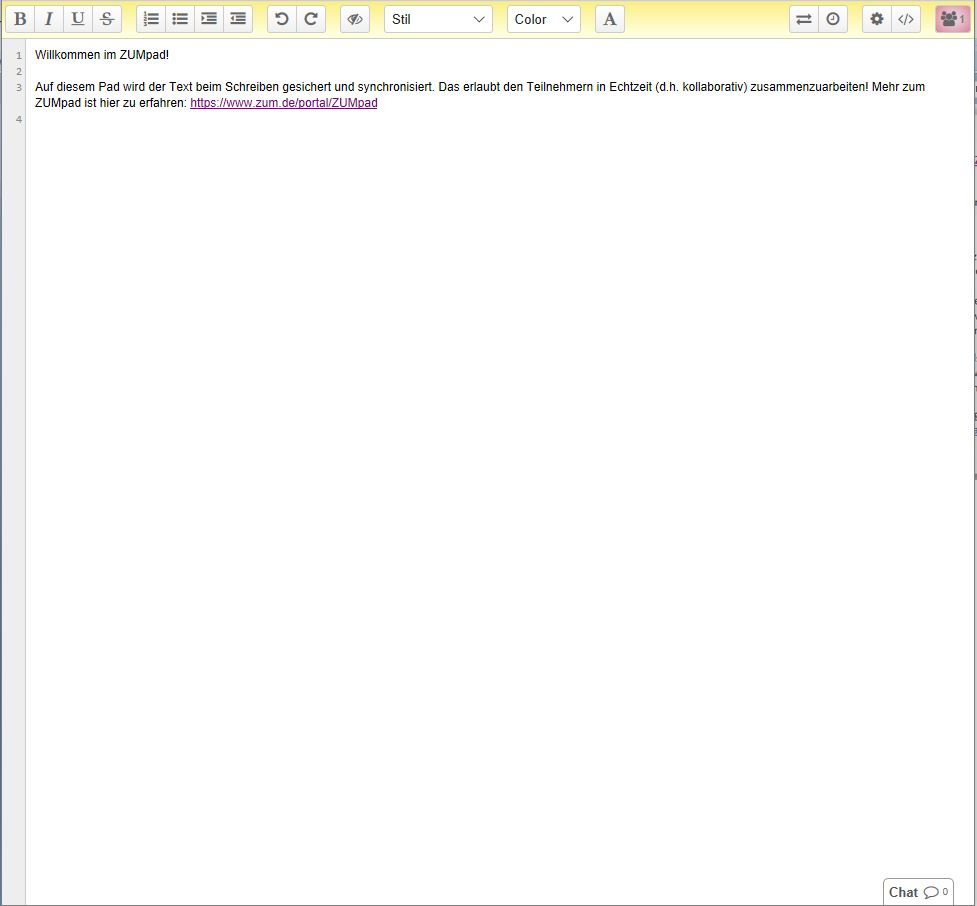 B I U S Stil Color A 1
1 Willkommen im ZUMpad!
2
3 Auf diesem Pad wird der Text beim Schreiben gesichert und synchronisiert. Das erlaubt den Teilnehmern in Echtzeit (d.h. kollaborativ) zusammenzuarbeiten! Mehr zum
ZUMpad ist hier zu erfahren: https://www.zum.de/portal/ZUMpad
4
Chat 0